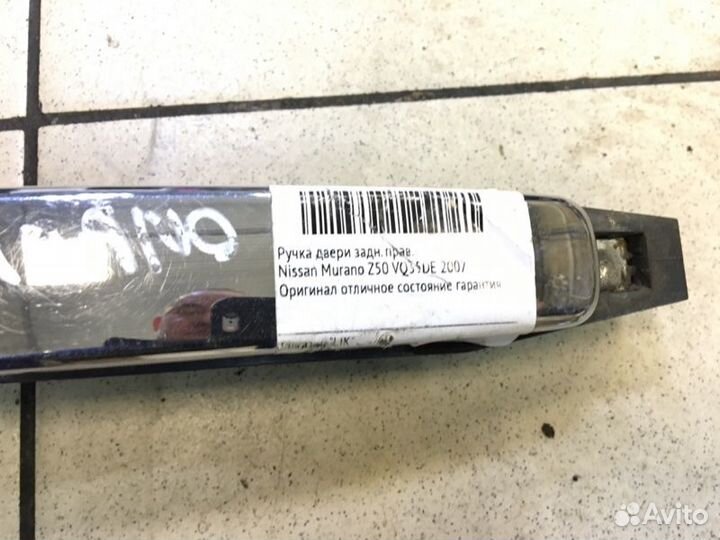 Ручка двери задн. прав.
Nissan Murano Z50 VQ35DE 2007
Оригинал отличное состояние гарантия
Avito